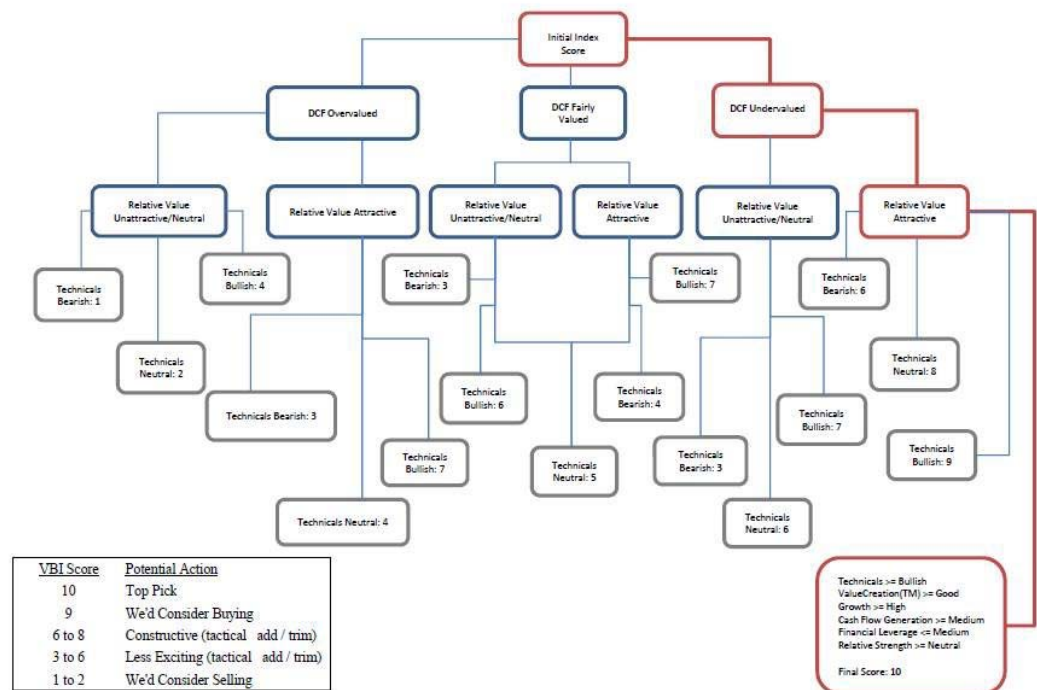 Initial Index
Score
DCF Overvalued
DCF Fairly
Valued
DCF Undervalued
Relative Value
Unattractive/Neutral
Relative Value Attractive
Relative Value
Unattractive/Neutral
Relative Value
Attractive
Relative Value
Unattractive/Neutral
Relative Value
Attractive
Technicals
Bearish: 1
Technicals
Bullish: 4
Technicals
Bearish: 3
Technicals
Bullish: 7
Technicals
Bearish: 6
Technicals
Neutral: 2
Technicals
Neutral: 8
Technicals Bearish: 3
Technicals
Bullish: 6
Technicals
Bearish: 4
Technicals
Bullish: 7
Technicals
Bullish: 7
Technicals
Neutral: 5
Technicals
Bearish: 3
Technicals
Bullish: 9
Technicals Neutral: 4
Technicals
Neutral: 6
VBI Score Potential Action
10 Top Pick
9 We'd Consider Buying
6 to 8 Constructive (tactical add / trim)
3 to 6 Less Exciting (tactical add / trim)
1 to 2 We'd Consider Selling
Technicals >= Bullish
ValueCreation(TM) >= Good
Growth >= High
Cash Flow Generation >= Medium
Financial Leverage <= Medium
Relative Strength >= Neutral
Final Score: 10